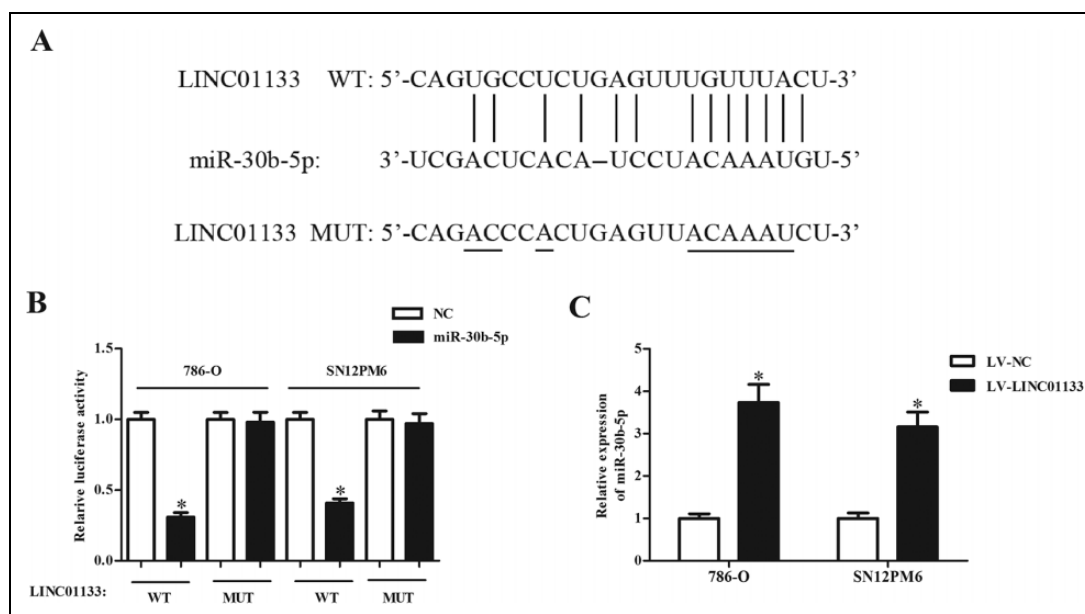 A
LINC01133 WT: 5’-CAGUGCCUCUGAGUUUGUUUACU-3’
miR-30b-5p: 3’-UCGACUCACA–UCCUACAAAUGU-5’
LINC01133 MUT: 5’-CAGACCCACUGAGUUACAAAUCU-3’
B
NC
miR-30b-5p
Relarive luciferase activity
1.5
1.0
0.5
0.0
786-O
SN12PM6
*
*
LINC01133:
WT
MUT
WT
MUT
C
LV-NC
LV-LINC01133
Relative expression
of miR-30b-5p
5
4
3
2
1
0
*
*
786-O
SN12PM6